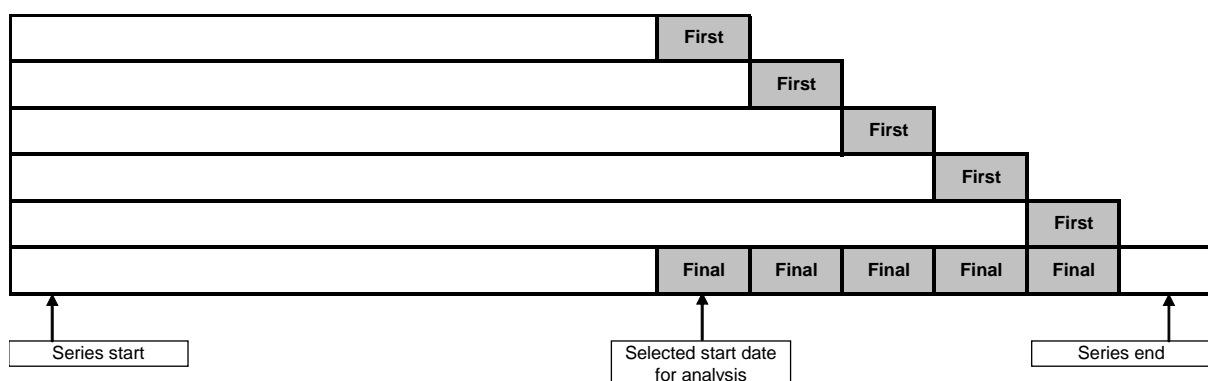 First
First
First
First
First
Final Final Final Final Final
Series start
Selected start date
for analysis
Series end